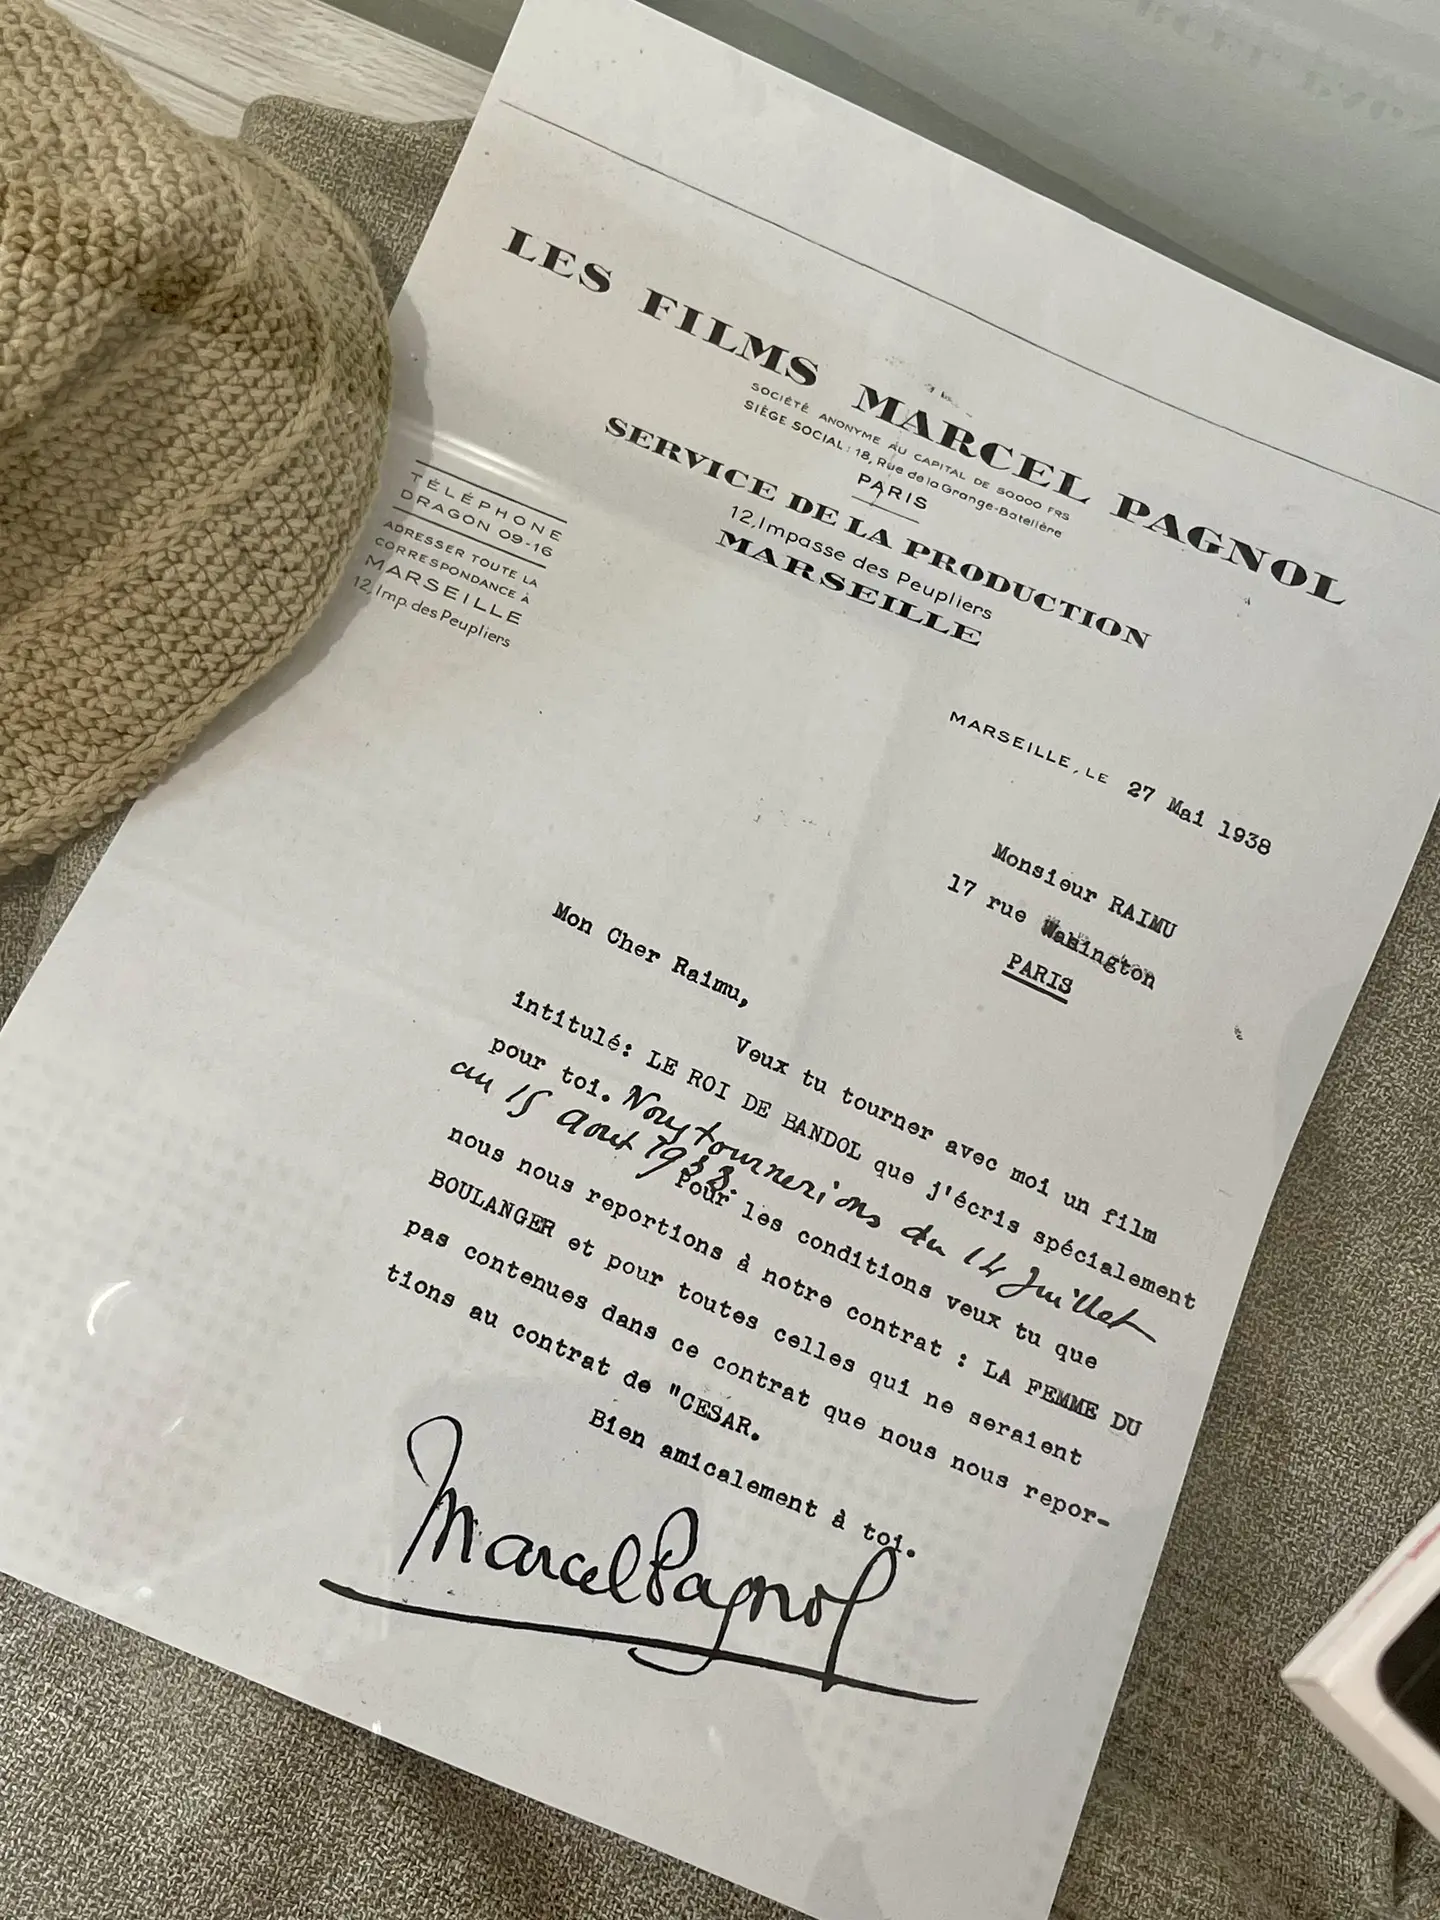 LES FILMS MARCEL PAGNOL
SOCIÉTÉ ANONYME AU CAPITAL DE 50000 FRS
SIÈGE SOCIAL : 18, Rue de la Grange-Batelière
PARIS
SERVICE DE LA PRODUCTION
12, Impasse des Peupliers
MARSEILLE
TÉLÉPHONE
DRAGON 09-16
ADRESSER TOUTE LA
CORRESPONDANCE À
MARSEILLE
12, Imp. des Peupliers
MARSEILLE, LE 27 Mai 1938
Monsieur RAIMU
17 rue Wahington
PARIS
Mon Cher Raimu,
Veux tu tourner avec moi un film
intitulé: LE ROI DE BANDOL que j'écris spécialement
pour toi. Nous tournerions du 14 Juillet
au 15 Aout 1938.
Pour les conditions veux tu que
nous nous reportions à notre contrat : LA FEMME DU
BOULANGER et pour toutes celles qui ne seraient
pas contenues dans ce contrat que nous nous repor-
tions au contrat de "CESAR.
Bien amicalement à toi.
Marcel Pagnol